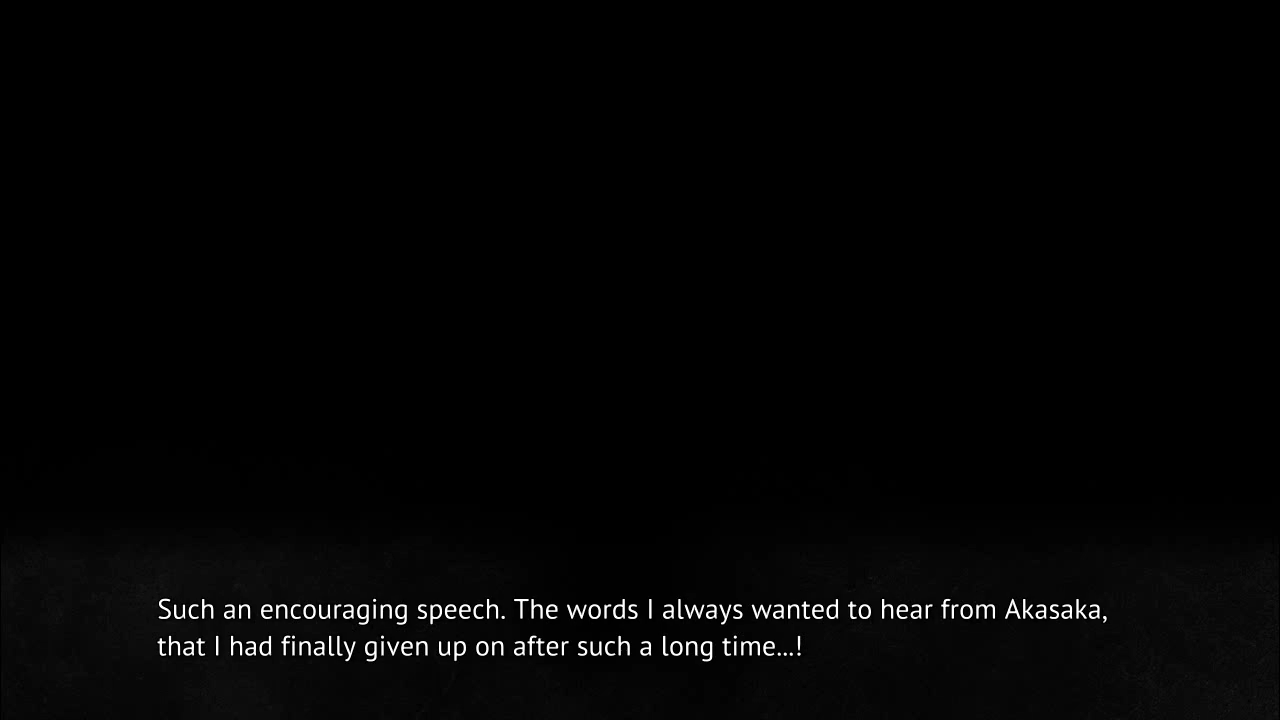 Such an encouraging speech. The words I always wanted to hear from Akasaka,
that I had finally given up on after such a long time...!